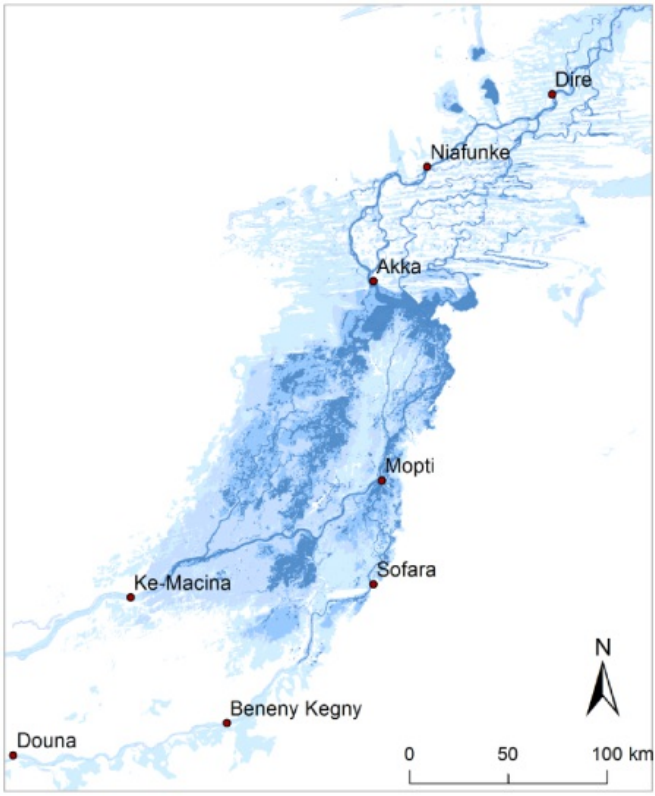 Dire
Niafunke
Akka
Mopti
Sofara
Ke-Macina
Beneny Kegny
Douna
N
0 50 100 km